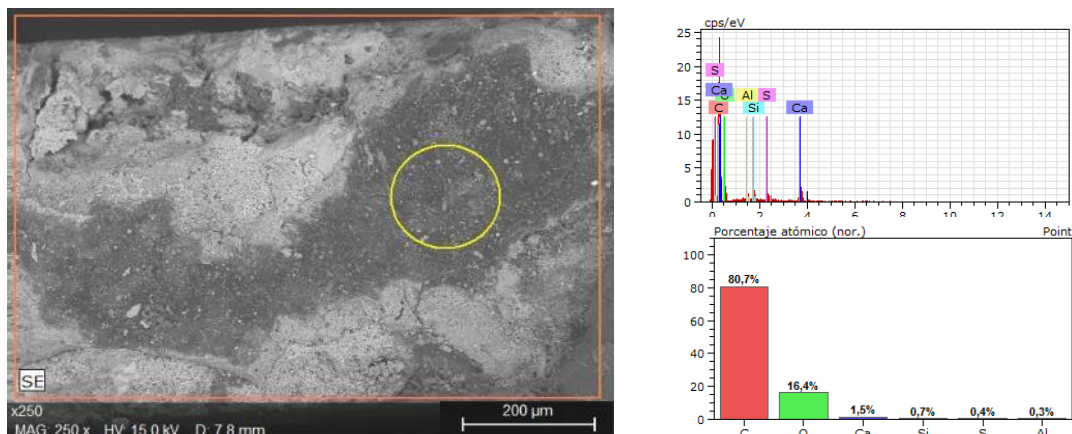 SE
x250
MAG: 250 x HV: 15.0 kV D: 7.8 mm
200 µm
cps/eV
25
20
15
10
5
0
S
Ca
C
Al
S
Si
Ca
0 2 4 6 8 10 12 14
Porcentaje atómico (nor.) Point
100
80
60
40
20
0
80,7%
16,4%
1,5%
0,7%
0,4%
0,3%
C O Ca Si S Al